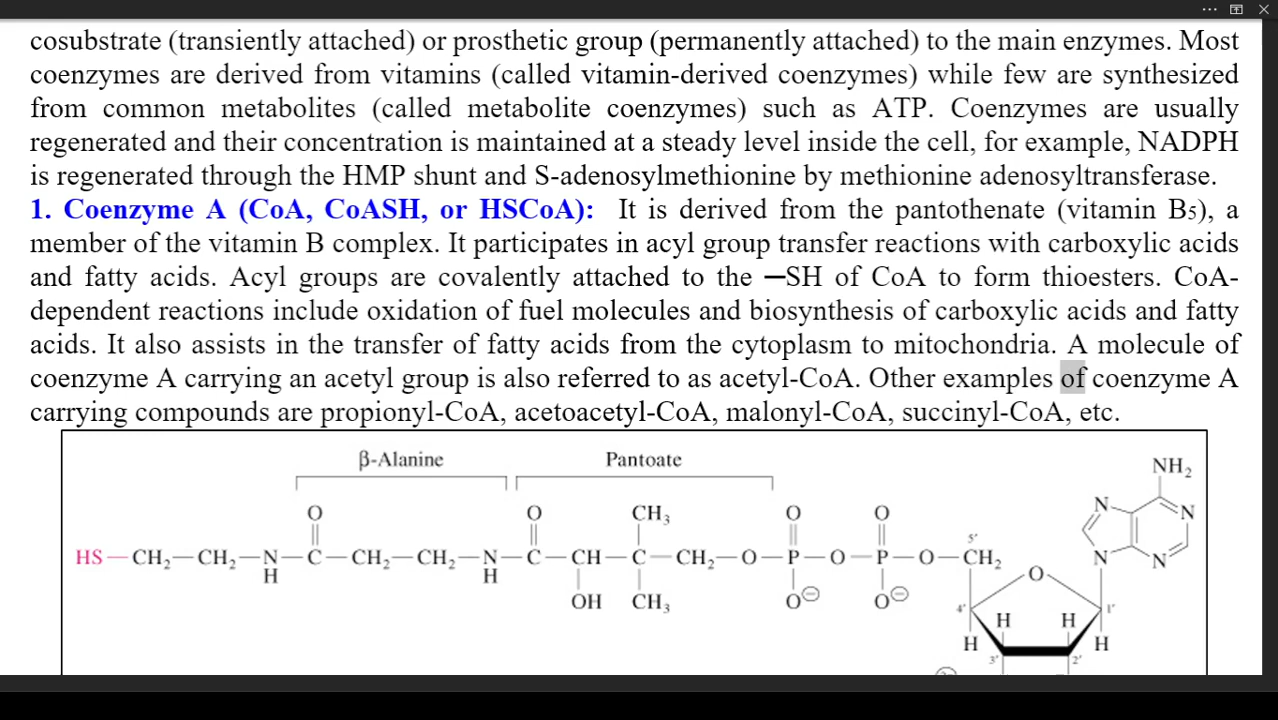 cosubstrate (transiently attached) or prosthetic group (permanently attached) to the main enzymes. Most
coenzymes are derived from vitamins (called vitamin-derived coenzymes) while few are synthesized
from common metabolites (called metabolite coenzymes) such as ATP. Coenzymes are usually
regenerated and their concentration is maintained at a steady level inside the cell, for example, NADPH
is regenerated through the HMP shunt and S-adenosylmethionine by methionine adenosyltransferase.
1. Coenzyme A (CoA, CoASH, or HSCoA): It is derived from the pantothenate (vitamin B5), a
member of the vitamin B complex. It participates in acyl group transfer reactions with carboxylic acids
and fatty acids. Acyl groups are covalently attached to the —SH of CoA to form thioesters. CoA-
dependent reactions include oxidation of fuel molecules and biosynthesis of carboxylic acids and fatty
acids. It also assists in the transfer of fatty acids from the cytoplasm to mitochondria. A molecule of
coenzyme A carrying an acetyl group is also referred to as acetyl-CoA. Other examples of coenzyme A
carrying compounds are propionyl-CoA, acetoacetyl-CoA, malonyl-CoA, succinyl-CoA, etc.
β-Alanine Pantoate NH₂
O O CH₃ O O N N
HS—CH₂—CH₂—N—C—CH₂—CH₂—N—C—CH—C—CH₂—O—P—O—P—O—CH₂ 5' N N
H H OH CH₃ O⊖ O⊖ O
4' H H 1'
H H
3' 2'